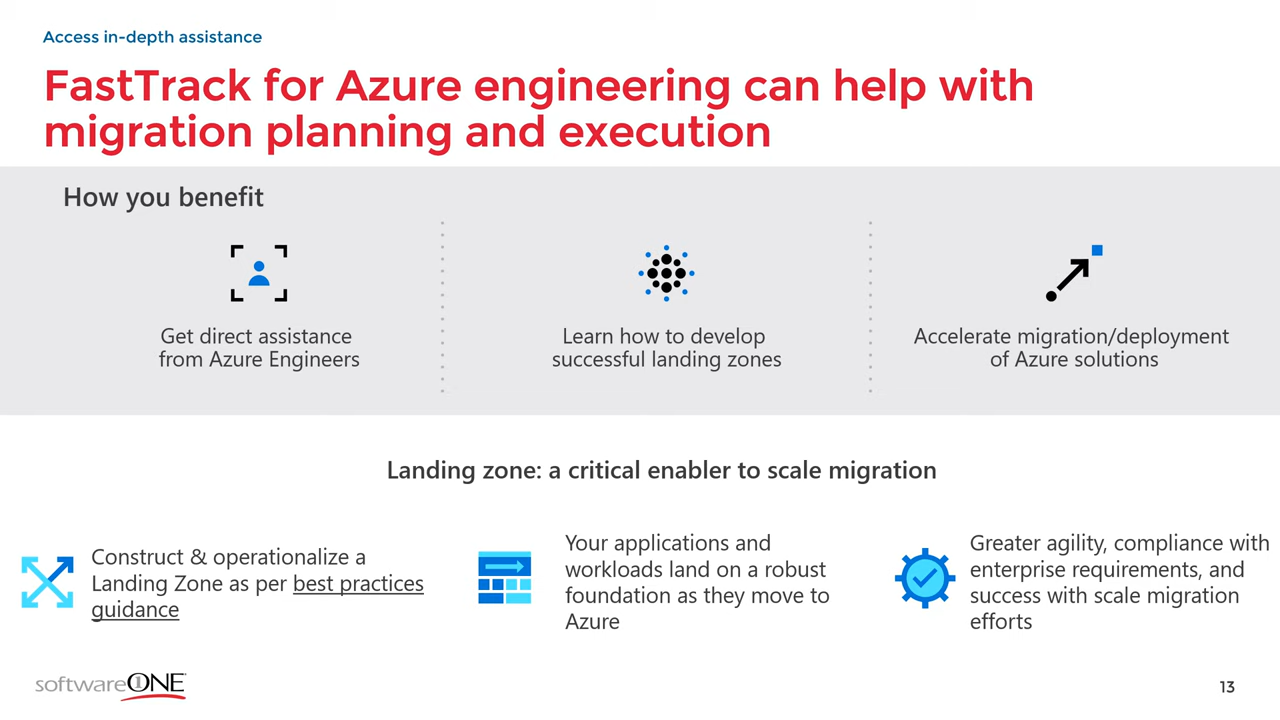 Access in-depth assistance
FastTrack for Azure engineering can help with
migration planning and execution
How you benefit
Get direct assistance
from Azure Engineers
Learn how to develop
successful landing zones
Accelerate migration/deployment
of Azure solutions
Landing zone: a critical enabler to scale migration
Construct & operationalize a
Landing Zone as per best practices
guidance
Your applications and
workloads land on a robust
foundation as they move to
Azure
Greater agility, compliance with
enterprise requirements, and
success with scale migration
efforts
softwareONE
13